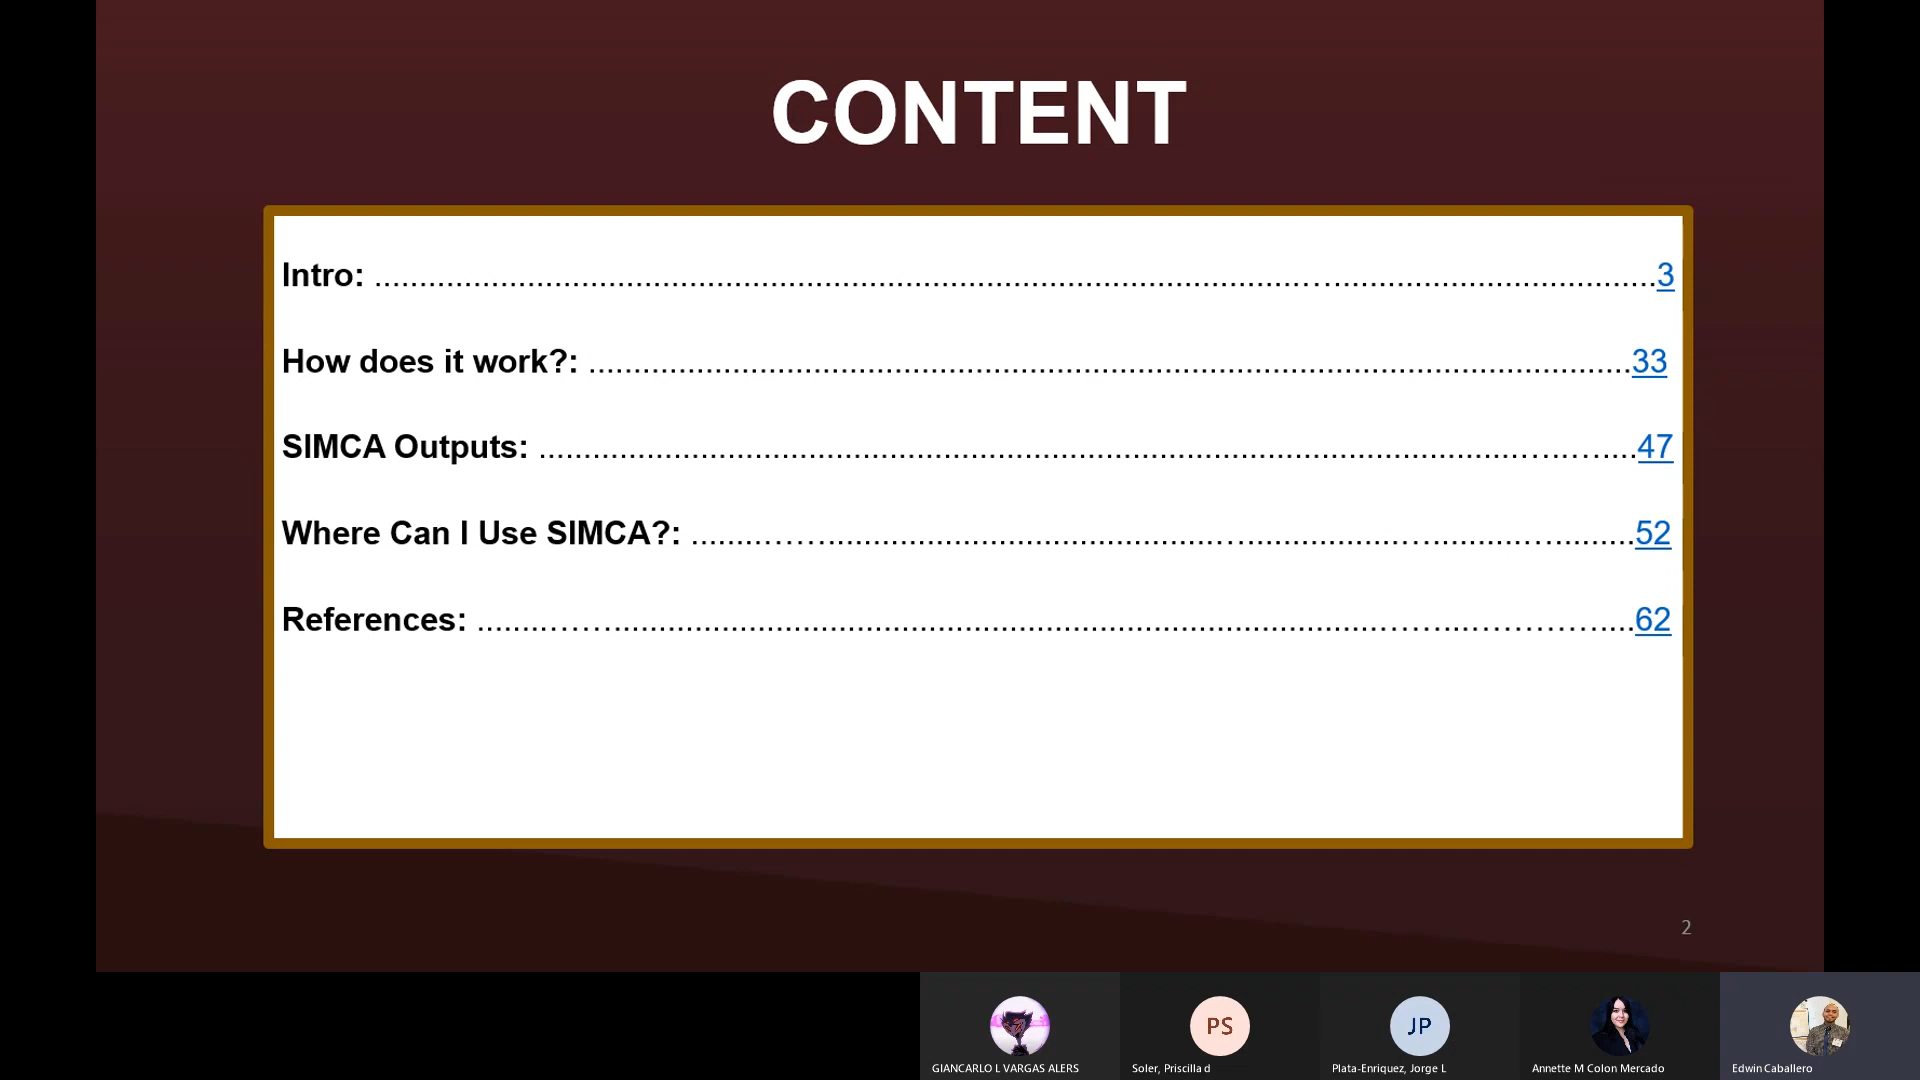 CONTENT
Intro: ........................................................................................................................................................3
How does it work?: ....................................................................................................................33
SIMCA Outputs: ..........................................................................................................................47
Where Can I Use SIMCA?: .........................................................................................................52
References: .................................................................................................................................62
2
PS
JP
GIANCARLO L VARGAS ALERS
Soler, Priscilla d
Plata-Enriquez, Jorge L
Annette M Colon Mercado
Edwin Caballero